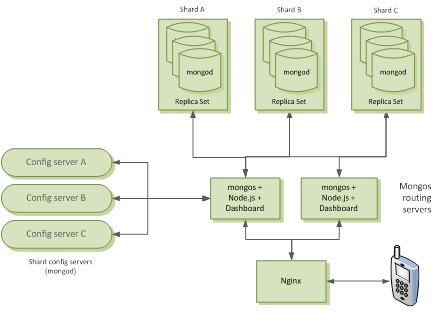 Shard A
Shard B
Shard C
mongod
mongod
mongod
Replica Set
Replica Set
Replica Set
Config server A
Config server B
Config server C
Shard config servers
(mongod)
mongos +
Node.js +
Dashboard
mongos +
Node.js +
Dashboard
Mongos
routing
servers
Nginx